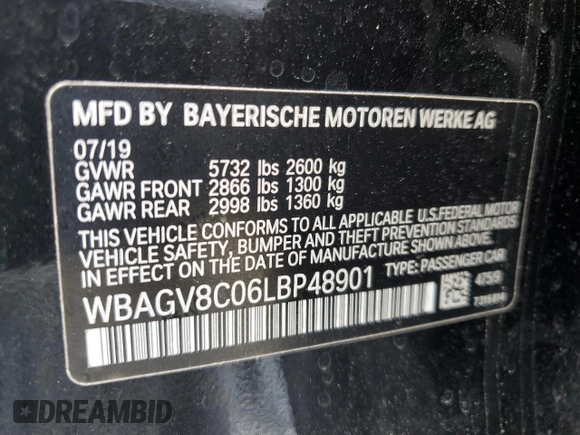 MFD BY BAYERISCHE MOTOREN WERKE AG
07/19
GVWR 5732 lbs 2600 kg
GAWR FRONT 2866 lbs 1300 kg
GAWR REAR 2998 lbs 1360 kg
THIS VEHICLE CONFORMS TO ALL APPLICABLE U.S.FEDERAL MOTOR
VEHICLE SAFETY, BUMPER AND THEFT PREVENTION STANDARDS
IN EFFECT ON THE DATE OF MANUFACTURE SHOWN ABOVE.
WBAGV8C06LBP48901 TYPE: PASSENGER CAR
DREAMBID